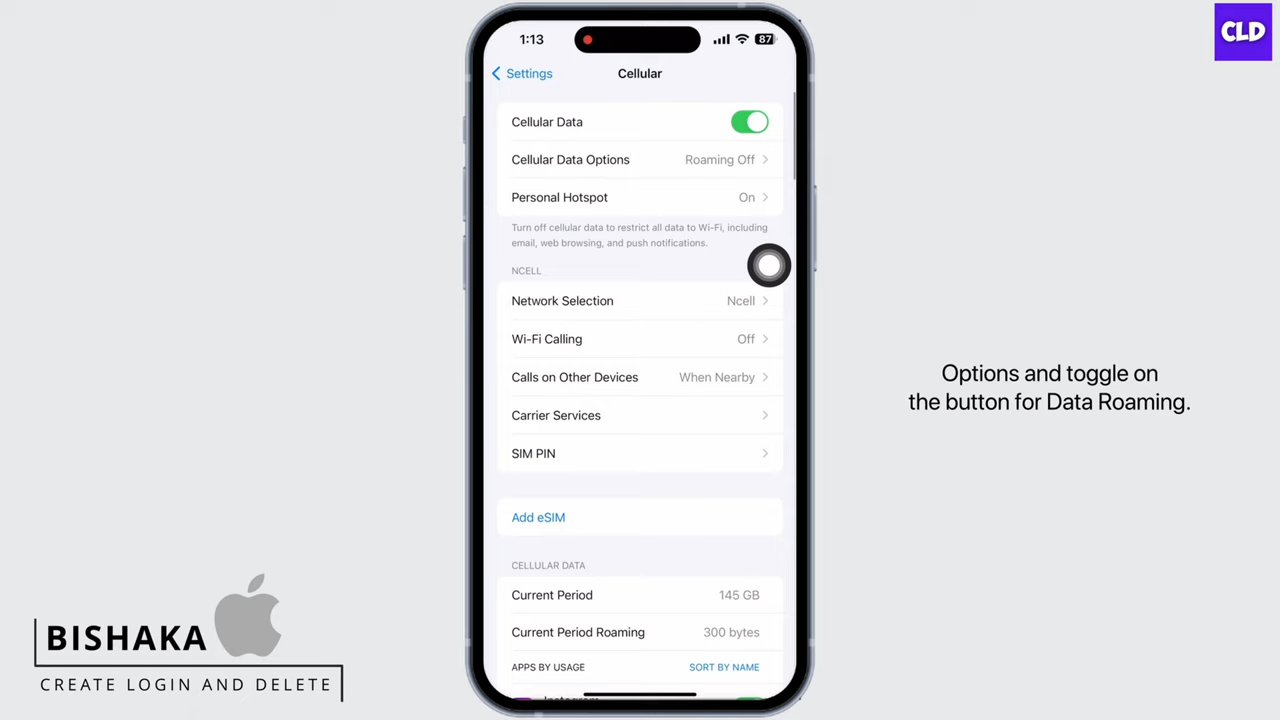 CLD
1:13
87
Settings
Cellular
Cellular Data
Cellular Data Options Roaming Off
Personal Hotspot On
Turn off cellular data to restrict all data to Wi-Fi, including
email, web browsing, and push notifications.
NCELL
Network Selection Ncell
Wi-Fi Calling Off
Calls on Other Devices When Nearby
Carrier Services
SIM PIN
Add eSIM
CELLULAR DATA
Current Period 145 GB
Current Period Roaming 300 bytes
APPS BY USAGE SORT BY NAME
Instagram
Options and toggle on
the button for Data Roaming.
BISHAKA
CREATE LOGIN AND DELETE